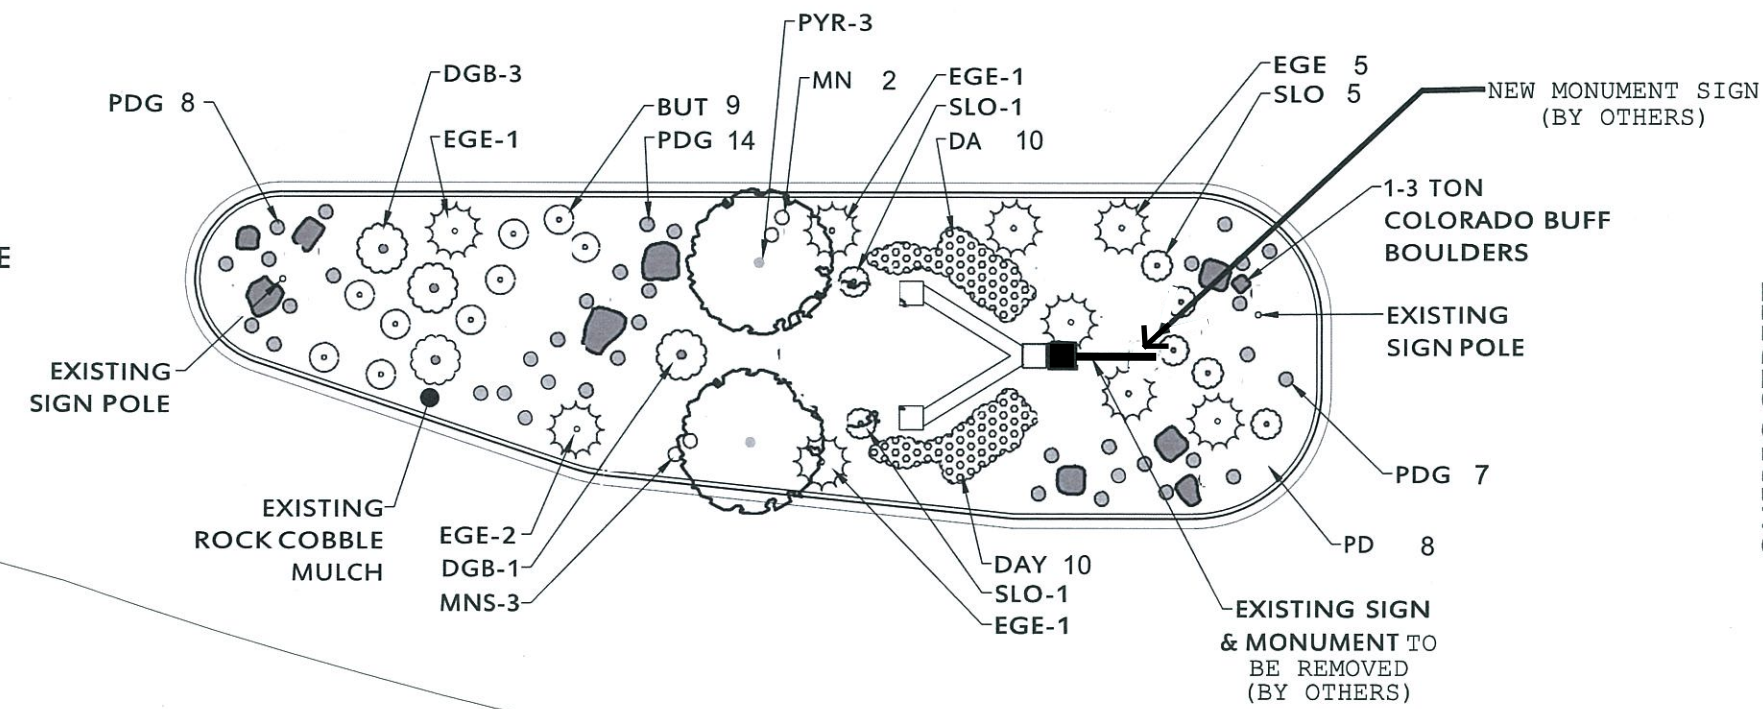 PYR-3
DGB-3
MN 2
EGE-1
EGE 5
PDG 8
BUT 9
SLO-1
SLO 5
NEW MONUMENT SIGN
(BY OTHERS)
EGE-1
PDG 14
DA 10
1-3 TON
COLORADO BUFF
BOULDERS
E
EXISTING
SIGN POLE
EXISTING
SIGN POLE
PDG 7
EXISTING
ROCK COBBLE
MULCH
EGE-2
DGB-1
MNS-3
DAY 10
SLO-1
EGE-1
PD 8
EXISTING SIGN
& MONUMENT TO
BE REMOVED
(BY OTHERS)